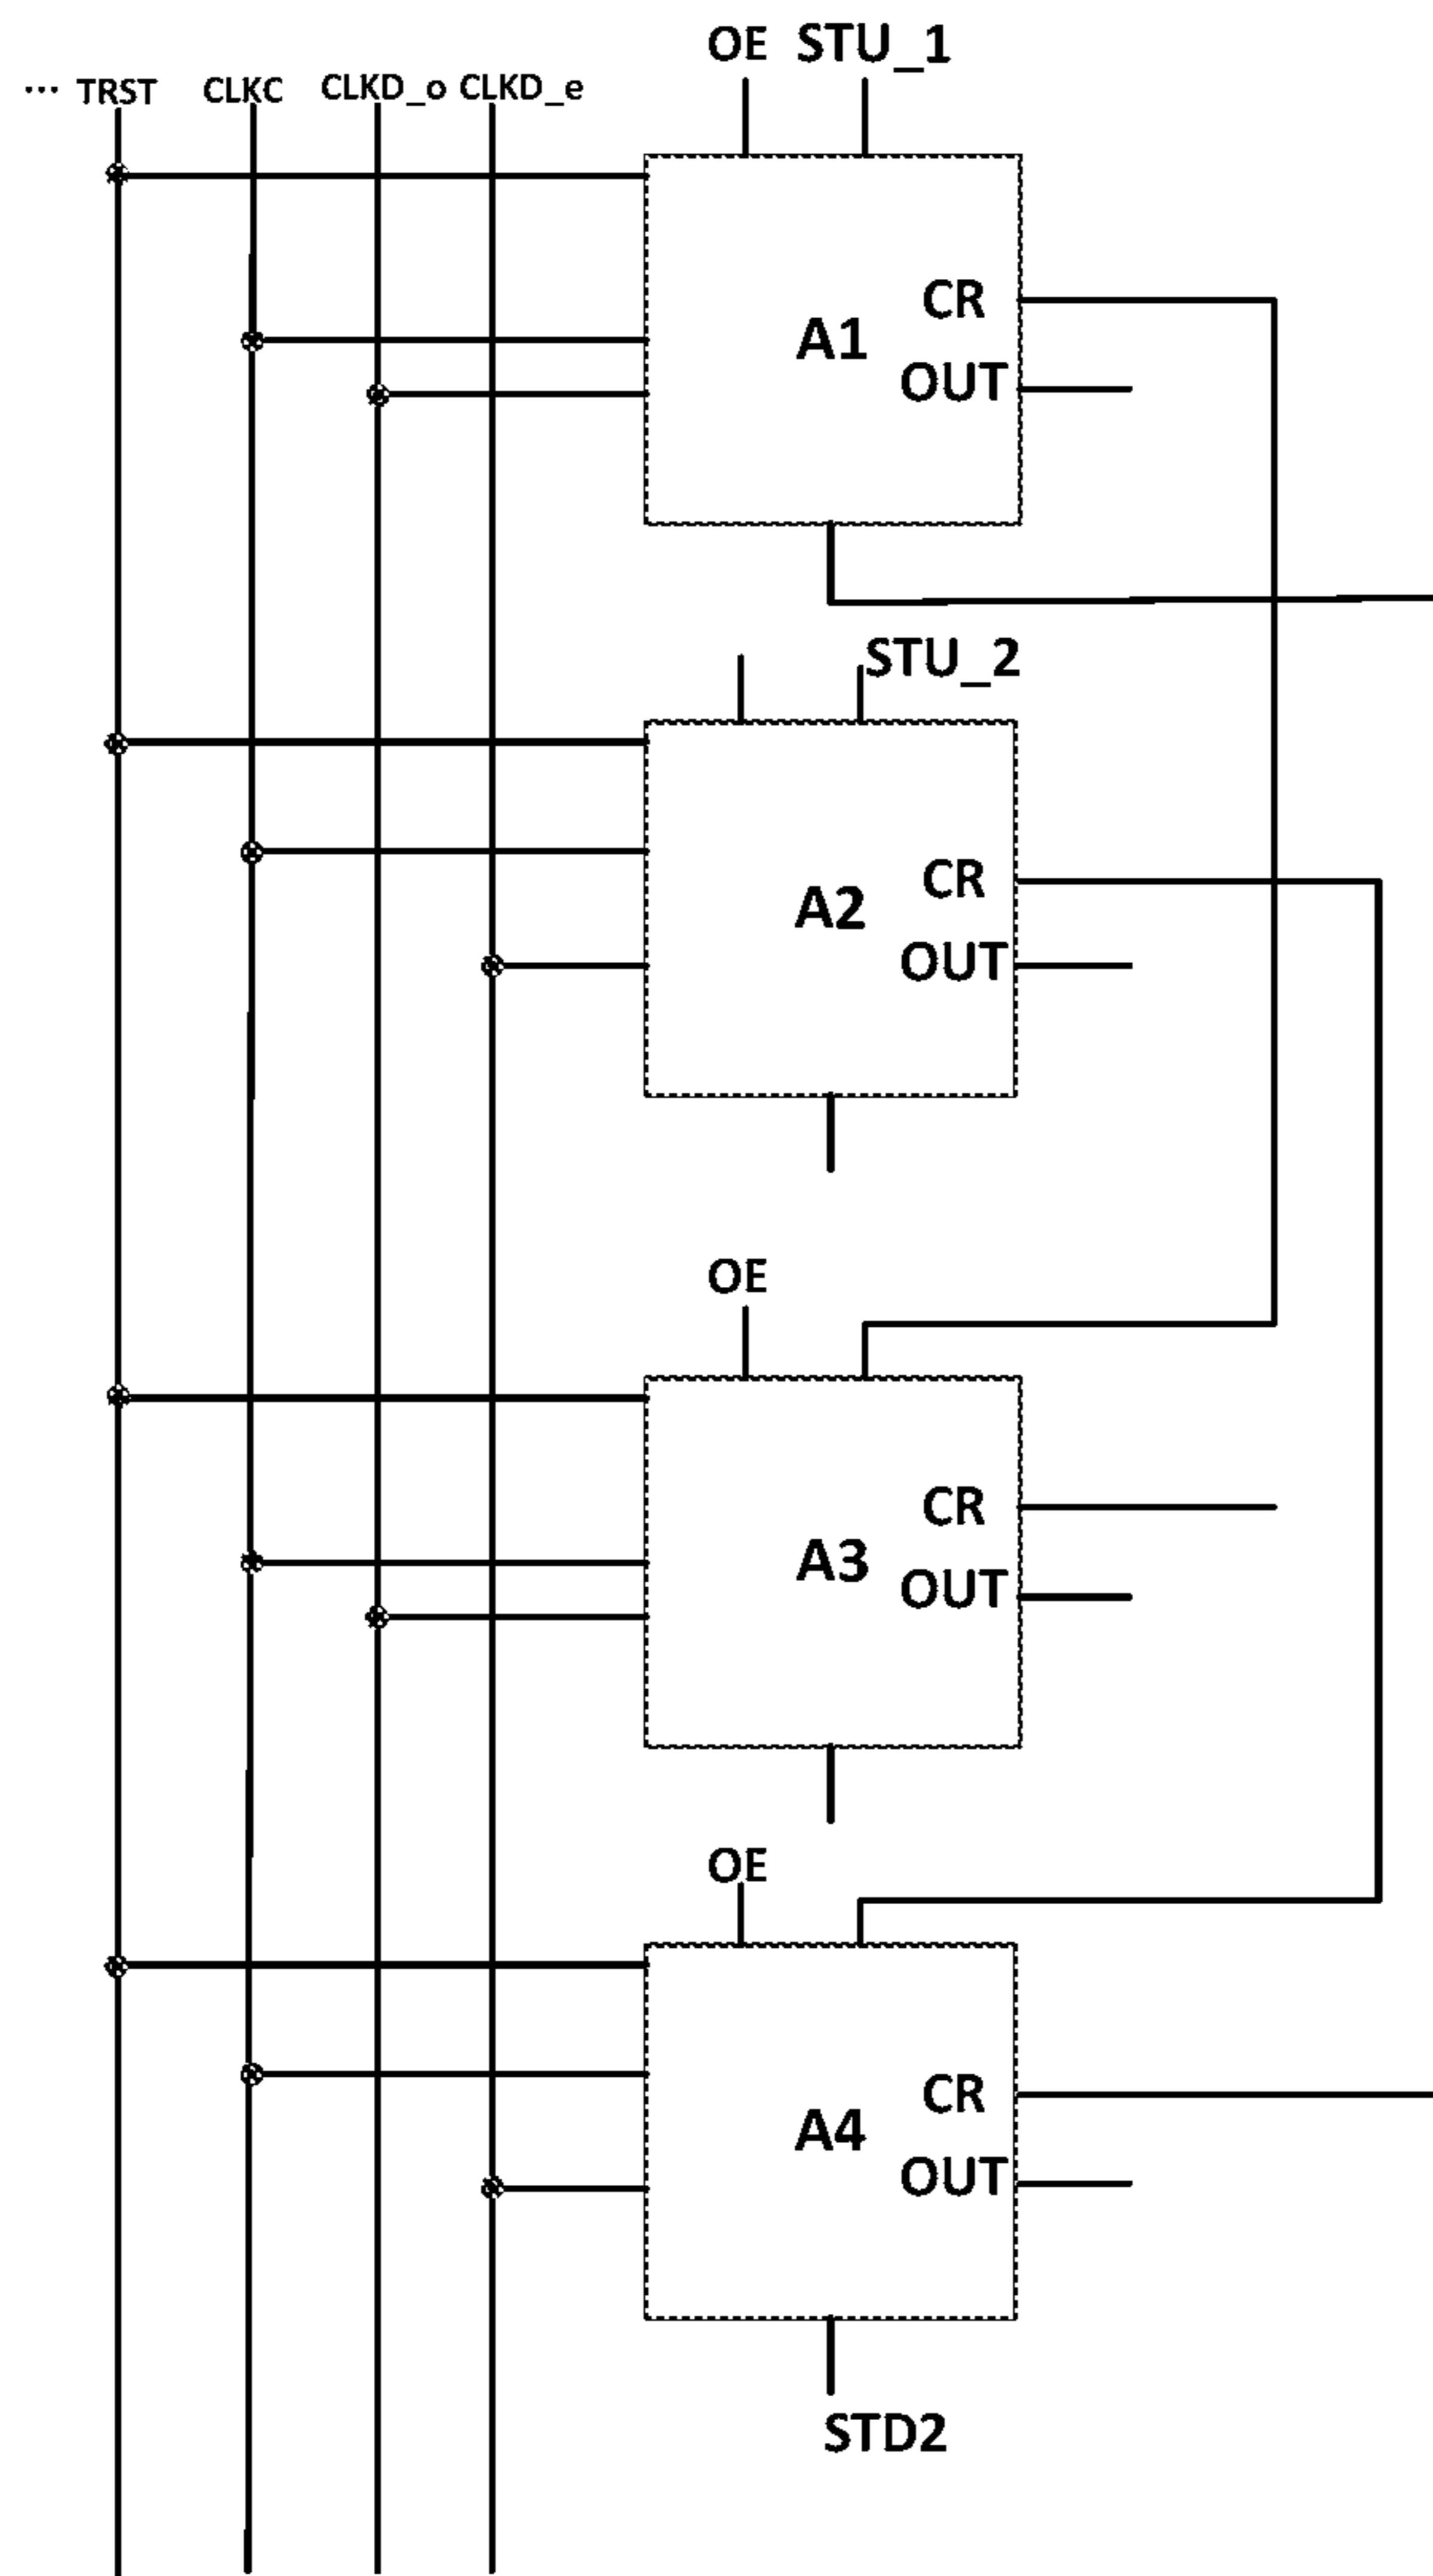 OE STU_1
... TRST CLKC CLKD_o CLKD_e
CR
A1
OUT
STU_2
CR
A2
OUT
OE
CR
A3
OUT
OE
CR
A4
OUT
STD2